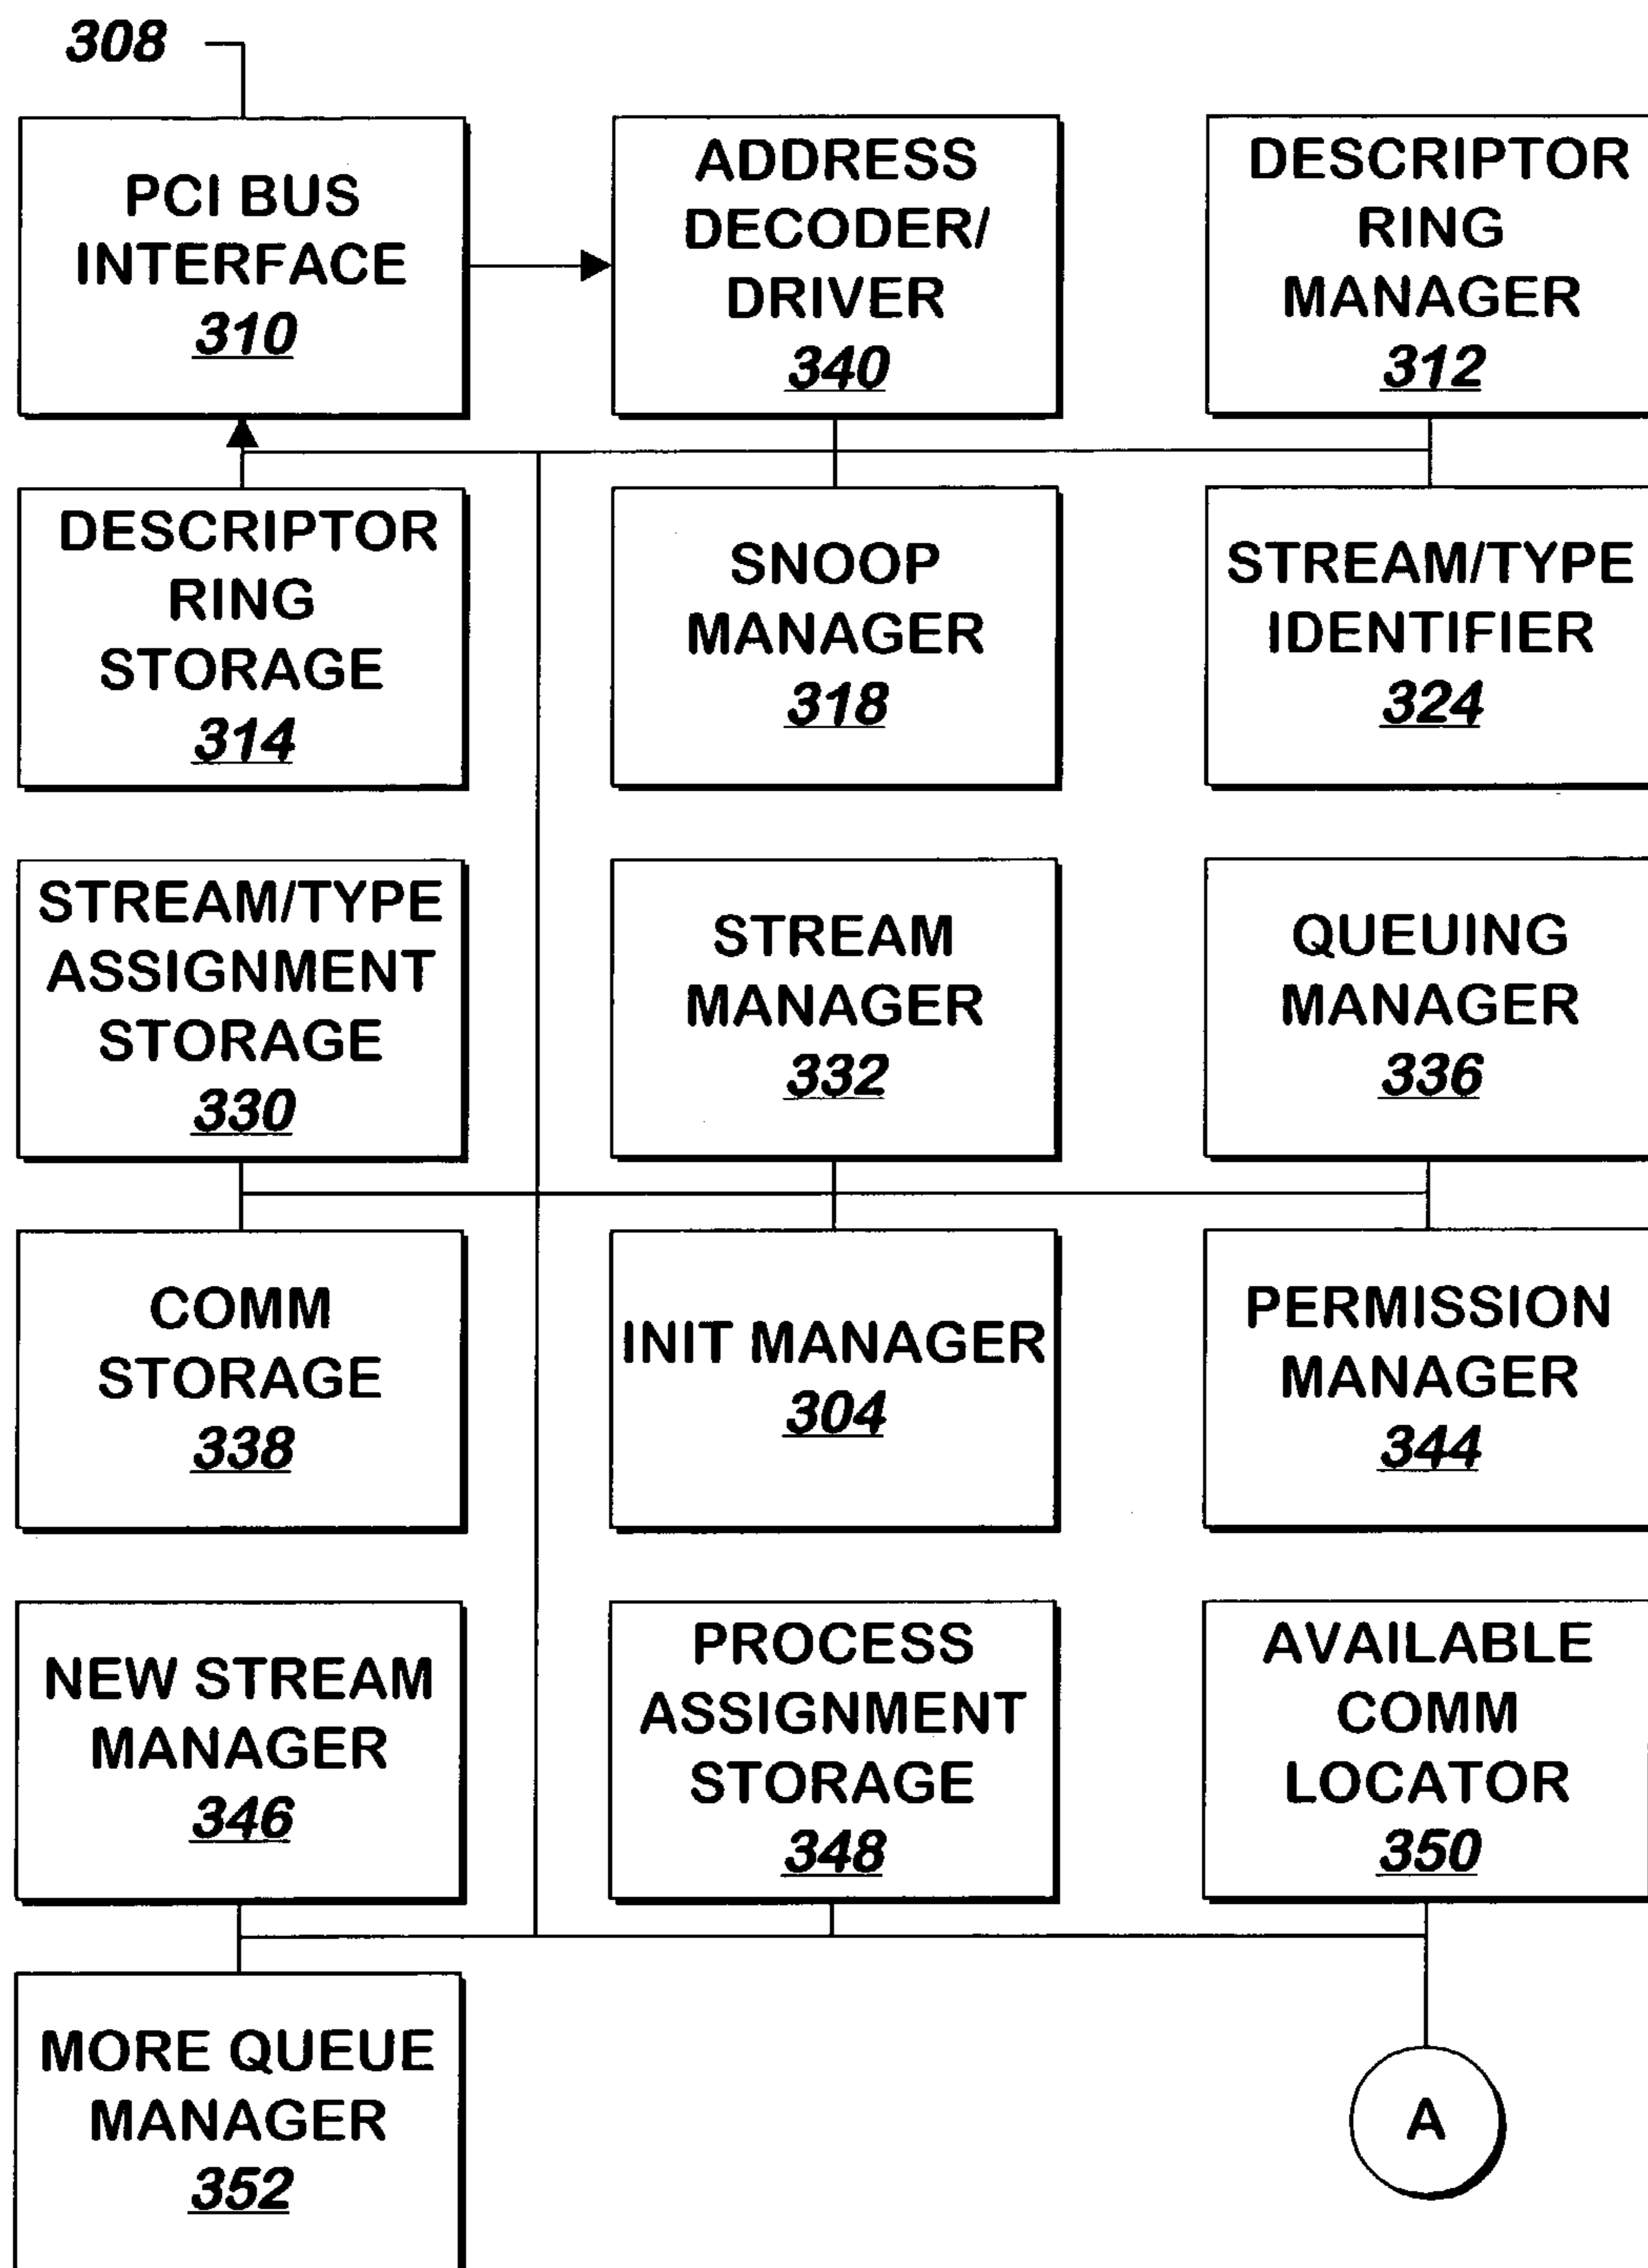 308
PCI BUS
INTERFACE
310
ADDRESS
DECODER/
DRIVER
340
DESCRIPTOR
RING
MANAGER
312
DESCRIPTOR
RING
STORAGE
314
SNOOP
MANAGER
318
STREAM/TYPE
IDENTIFIER
324
STREAM/TYPE
ASSIGNMENT
STORAGE
330
STREAM
MANAGER
332
QUEUING
MANAGER
336
COMM
STORAGE
338
INIT MANAGER
304
PERMISSION
MANAGER
344
NEW STREAM
MANAGER
346
PROCESS
ASSIGNMENT
STORAGE
348
AVAILABLE
COMM
LOCATOR
350
MORE QUEUE
MANAGER
352
A